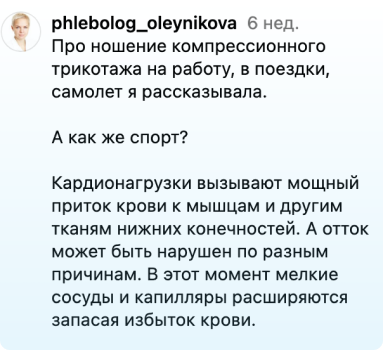 phlebolog_oleynikova 6 нед.
Про ношение компрессионного
трикотажа на работу, в поездки,
самолет я рассказывала.
А как же спорт?
Кардионагрузки вызывают мощный
приток крови к мышцам и другим
тканям нижних конечностей. А отток
может быть нарушен по разным
причинам. В этот момент мелкие
сосуды и капилляры расширяются
запасая избыток крови.